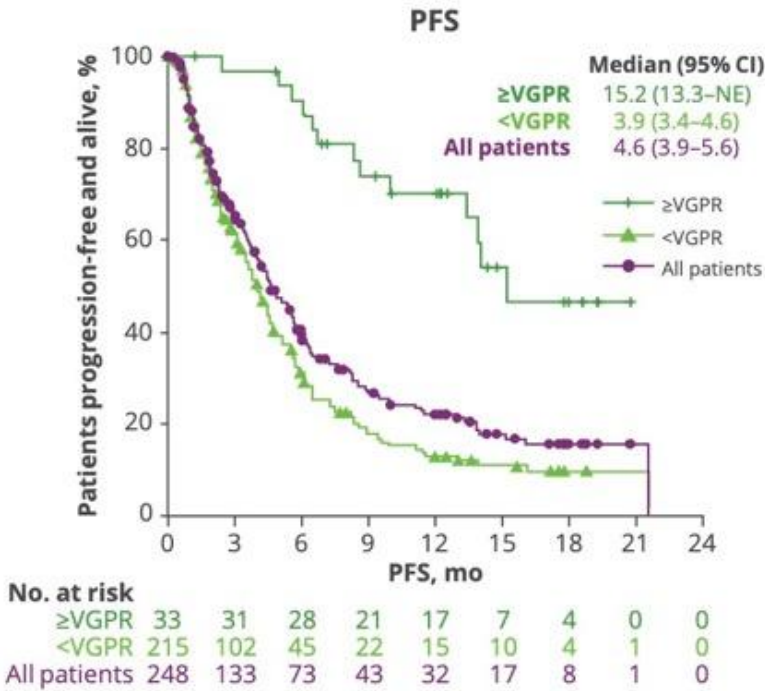 PFS
Median (95% CI)
≥VGPR 15.2 (13.3–NE)
<VGPR 3.9 (3.4–4.6)
All patients 4.6 (3.9–5.6)
≥VGPR
<VGPR
All patients
Patients progression-free and alive, %
100
80
60
40
20
0
0 3 6 9 12 15 18 21 24
PFS, mo
No. at risk
≥VGPR 33 31 28 21 17 7 4 0 0
<VGPR 215 102 45 22 15 10 4 1 0
All patients 248 133 73 43 32 17 8 1 0